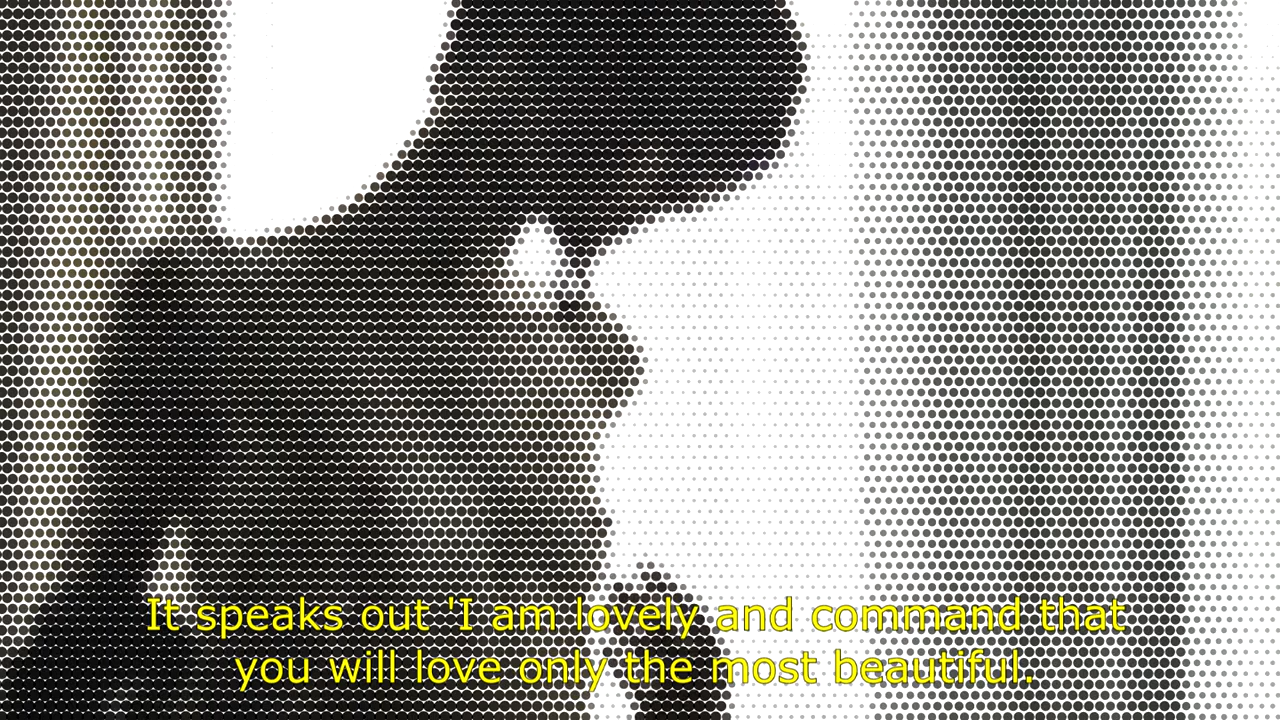 It speaks out 'I am lovely and command that
you will love only the most beautiful.